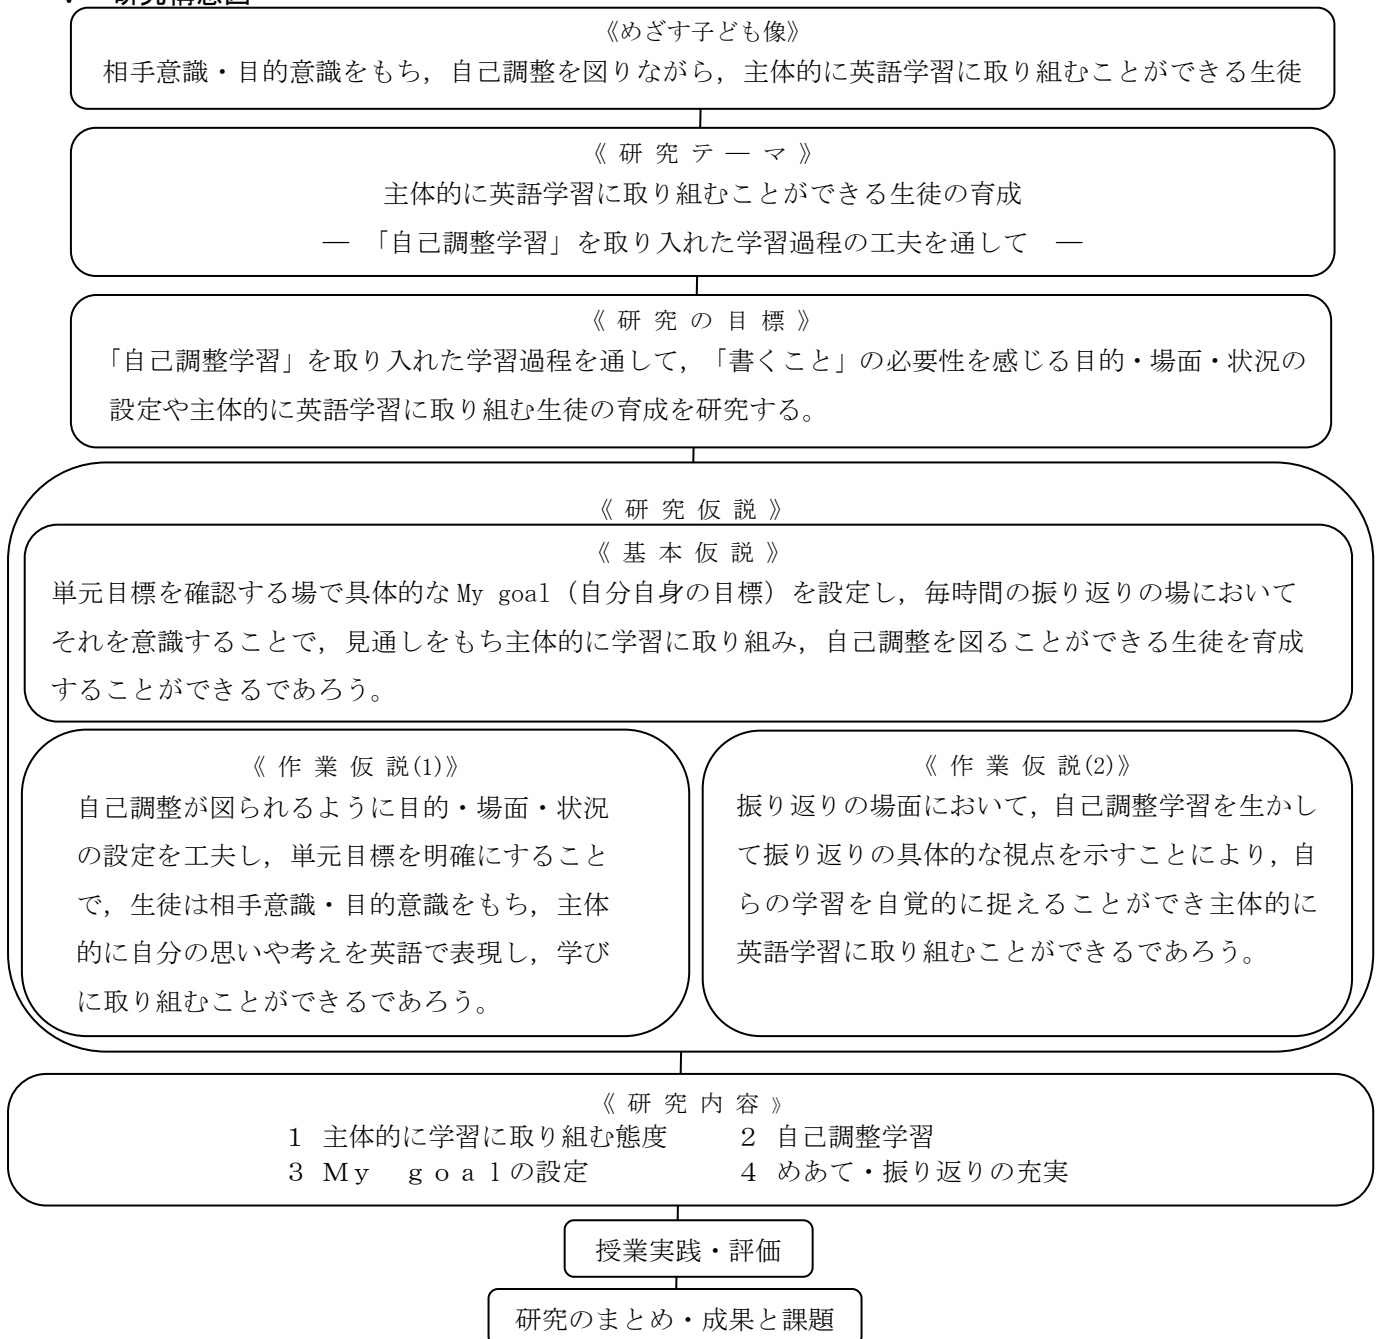 《めざす子ども像》
相手意識・目的意識をもち，自己調整を図りながら，主体的に英語学習に取り組むことができる生徒
《 研 究 テ ― マ 》
主体的に英語学習に取り組むことができる生徒の育成
― 「自己調整学習」を取り入れた学習過程の工夫を通して ―
《 研 究 の 目 標 》
「自己調整学習」を取り入れた学習過程を通して，「書くこと」の必要性を感じる目的・場面・状況の
設定や主体的に英語学習に取り組む生徒の育成を研究する。
《 研 究 仮 説 》
《 基 本 仮 説 》
単元目標を確認する場で具体的な My goal（自分自身の目標）を設定し，毎時間の振り返りの場において
それを意識することで，見通しをもち主体的に学習に取り組み，自己調整を図ることができる生徒を育成
することができるであろう。
《 作 業 仮 説(1)》
自己調整が図られるように目的・場面・状況
の設定を工夫し，単元目標を明確にすること
で，生徒は相手意識・目的意識をもち，主体
的に自分の思いや考えを英語で表現し，学び
に取り組むことができるであろう。
《 作 業 仮 説(2)》
振り返りの場面において，自己調整学習を生かし
て振り返りの具体的な視点を示すことにより，自
らの学習を自覚的に捉えることができ主体的に
英語学習に取り組むことができるであろう。
《 研 究 内 容 》
１ 主体的に学習に取り組む態度 ２ 自己調整学習
３ Ｍｙ ｇｏａｌの設定 ４ めあて・振り返りの充実
授業実践・評価
研究のまとめ・成果と課題